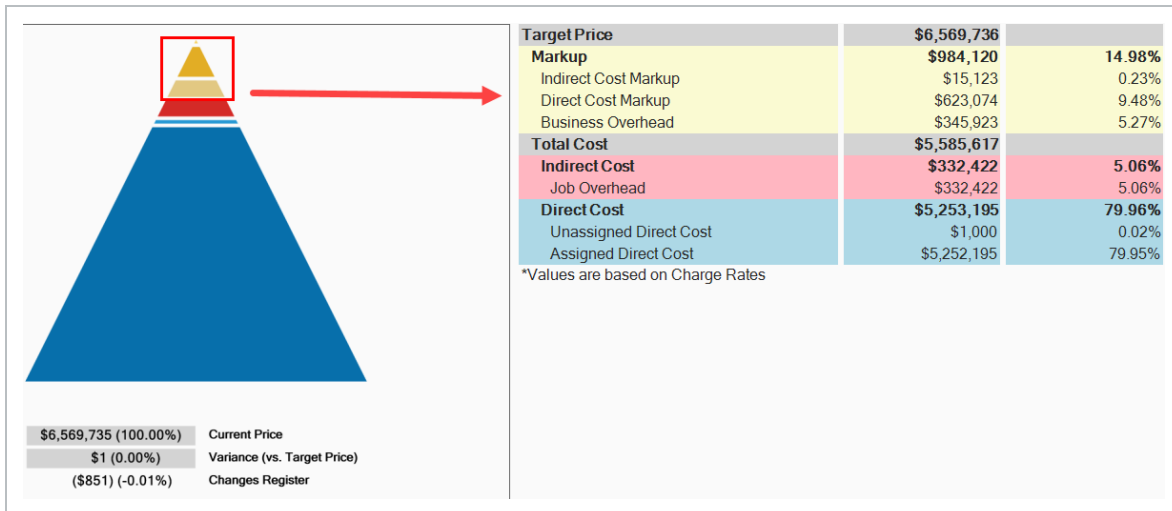 Target Price $6,569,736
Markup $984,120 14.98%
Indirect Cost Markup $15,123 0.23%
Direct Cost Markup $623,074 9.48%
Business Overhead $345,923 5.27%
Total Cost $5,585,617
Indirect Cost $332,422 5.06%
Job Overhead $332,422 5.06%
Direct Cost $5,253,195 79.96%
Unassigned Direct Cost $1,000 0.02%
Assigned Direct Cost $5,252,195 79.95%
*Values are based on Charge Rates
$6,569,735 (100.00%) Current Price
$1 (0.00%) Variance (vs. Target Price)
($851) (-0.01%) Changes Register